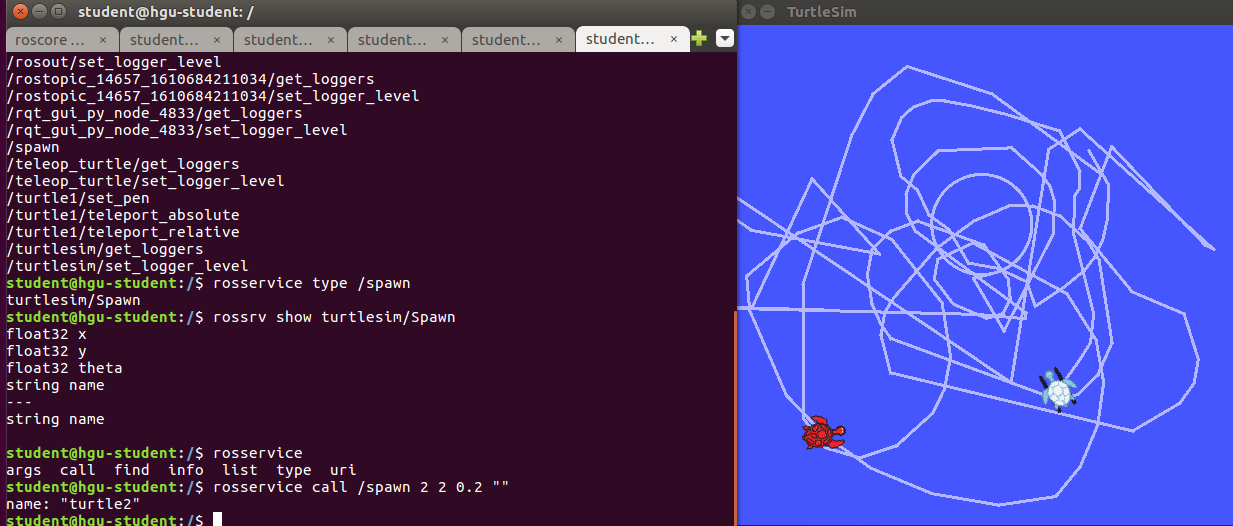 student@hgu-student: /
TurtleSim
roscore ... × student... × student... × student... × student... × student... ×
/rosout/set_logger_level
/rostopic_14657_1610684211034/get_loggers
/rostopic_14657_1610684211034/set_logger_level
/rqt_gui_py_node_4833/get_loggers
/rqt_gui_py_node_4833/set_logger_level
/spawn
/teleop_turtle/get_loggers
/teleop_turtle/set_logger_level
/turtle1/set_pen
/turtle1/teleport_absolute
/turtle1/teleport_relative
/turtlesim/get_loggers
/turtlesim/set_logger_level
student@hgu-student:/$ rosservice type /spawn
turtlesim/Spawn
student@hgu-student:/$ rossrv show turtlesim/Spawn
float32 x
float32 y
float32 theta
string name
---
string name
student@hgu-student:/$ rosservice
args  call  find  info  list  type  uri
student@hgu-student:/$ rosservice call /spawn 2 2 0.2 ""
name: "turtle2"
student@hgu-student:/$